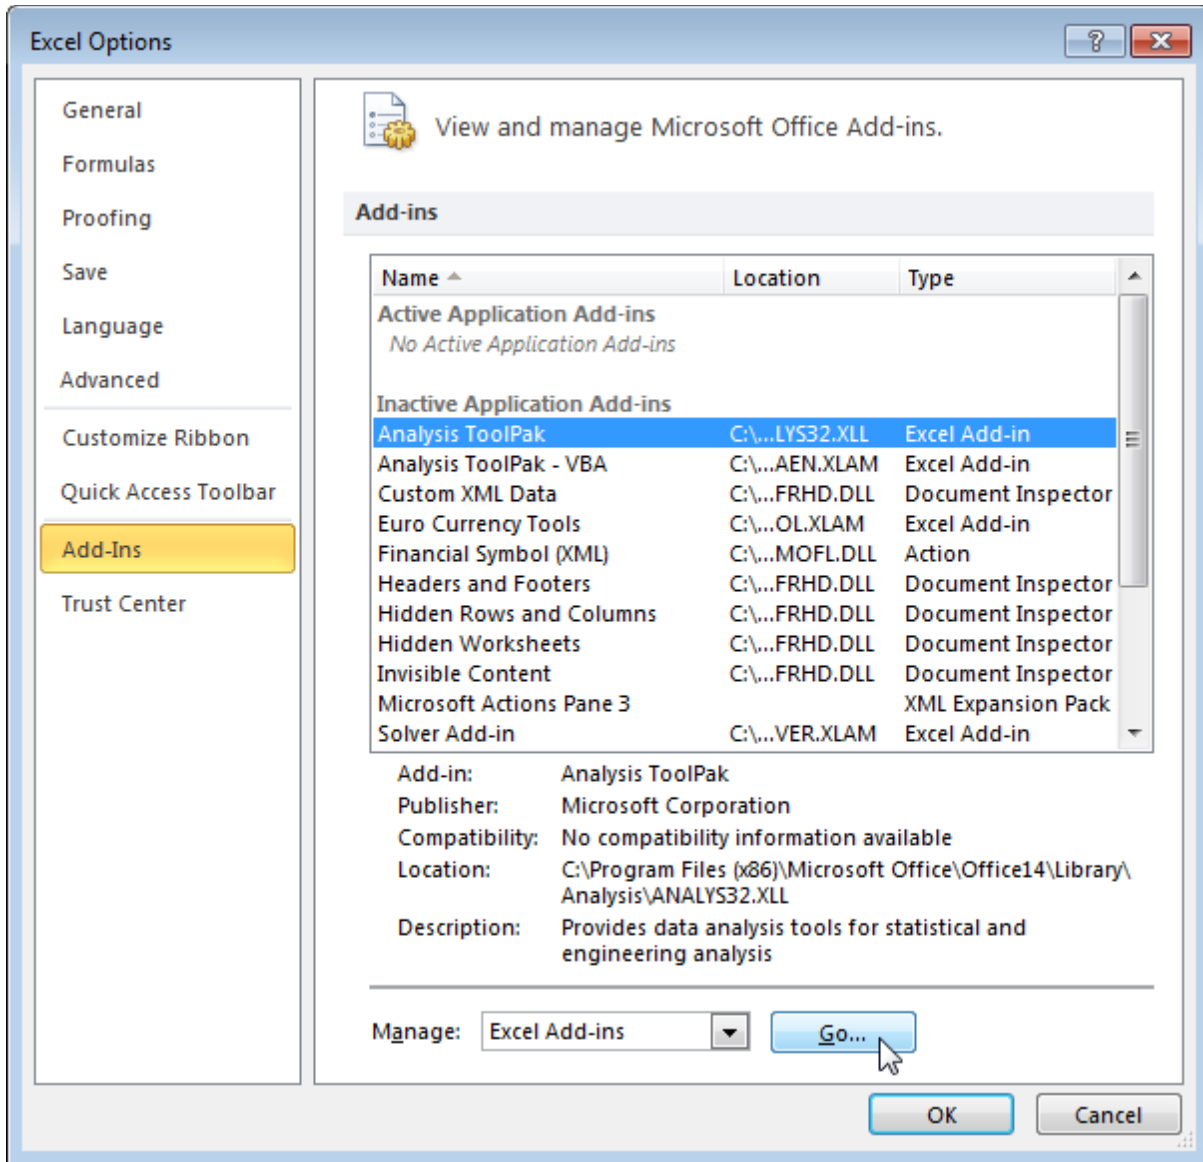 Excel Options
General
Formulas
Proofing
Save
Language
Advanced
Customize Ribbon
Quick Access Toolbar
Add-Ins
Trust Center
View and manage Microsoft Office Add-ins.
Add-ins
Name Location Type
Active Application Add-ins
No Active Application Add-ins
Inactive Application Add-ins
Analysis ToolPak C:\...LYS32.XLL Excel Add-in
Analysis ToolPak - VBA C:\...AEN.XLAM Excel Add-in
Custom XML Data C:\...FRHD.DLL Document Inspector
Euro Currency Tools C:\...OL.XLAM Excel Add-in
Financial Symbol (XML) C:\...MOFL.DLL Action
Headers and Footers C:\...FRHD.DLL Document Inspector
Hidden Rows and Columns C:\...FRHD.DLL Document Inspector
Hidden Worksheets C:\...FRHD.DLL Document Inspector
Invisible Content C:\...FRHD.DLL Document Inspector
Microsoft Actions Pane 3 XML Expansion Pack
Solver Add-in C:\...VER.XLAM Excel Add-in
Add-in: Analysis ToolPak
Publisher: Microsoft Corporation
Compatibility: No compatibility information available
Location: C:\Program Files (x86)\Microsoft Office\Office14\Library\
Analysis\ANALYS32.XLL
Description: Provides data analysis tools for statistical and
engineering analysis
Manage: Excel Add-ins Go...
OK Cancel